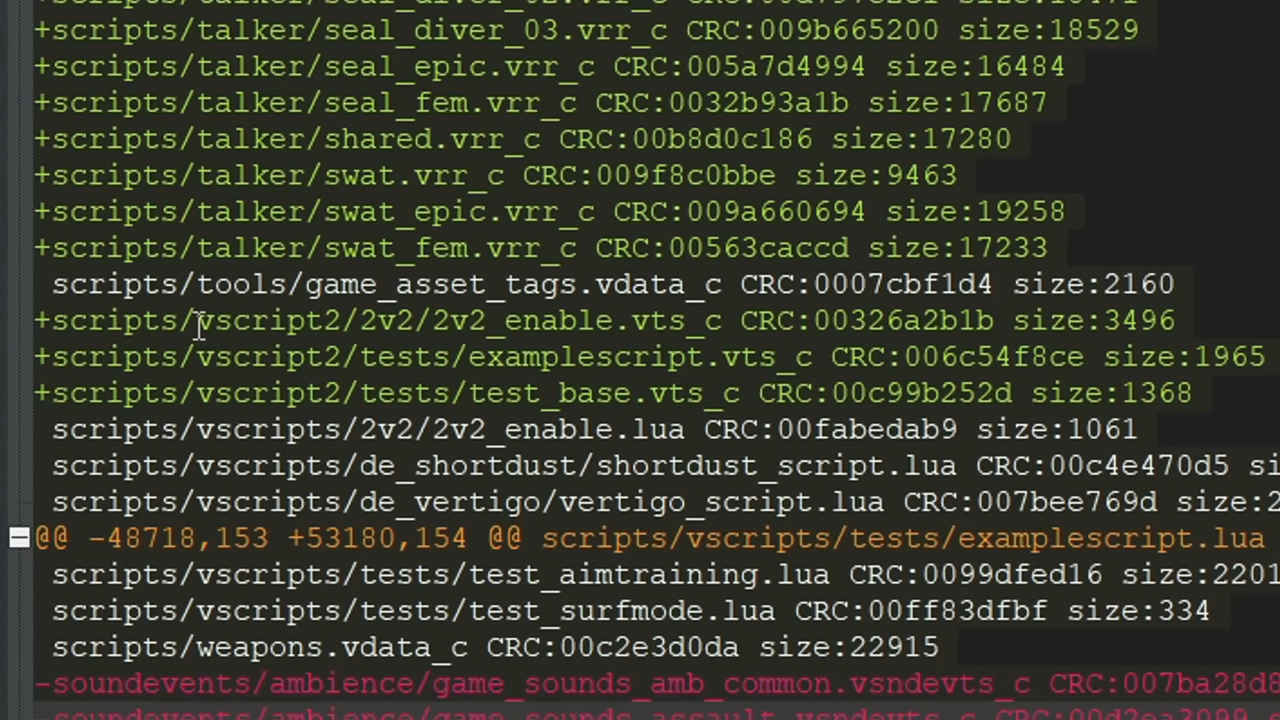 +scripts/talker/seal_diver_03.vrr_c CRC:009b665200 size:18529
+scripts/talker/seal_epic.vrr_c CRC:005a7d4994 size:16484
+scripts/talker/seal_fem.vrr_c CRC:0032b93a1b size:17687
+scripts/talker/shared.vrr_c CRC:00b8d0c186 size:17280
+scripts/talker/swat.vrr_c CRC:009f8c0bbe size:9463
+scripts/talker/swat_epic.vrr_c CRC:009a660694 size:19258
+scripts/talker/swat_fem.vrr_c CRC:00563caccd size:17233
scripts/tools/game_asset_tags.vdata_c CRC:0007cbf1d4 size:2160
+scripts/vscript2/2v2/2v2_enable.vts_c CRC:00326a2b1b size:3496
+scripts/vscript2/tests/examplescript.vts_c CRC:006c54f8ce size:1965
+scripts/vscript2/tests/test_base.vts_c CRC:00c99b252d size:1368
scripts/vscripts/2v2/2v2_enable.lua CRC:00fabedab9 size:1061
scripts/vscripts/de_shortdust/shortdust_script.lua CRC:00c4e470d5 si
scripts/vscripts/de_vertigo/vertigo_script.lua CRC:007bee769d size:2
@@ -48718,153 +53180,154 @@ scripts/vscripts/tests/examplescript.lua
scripts/vscripts/tests/test_aimtraining.lua CRC:0099dfed16 size:2201
scripts/vscripts/tests/test_surfmode.lua CRC:00ff83dfbf size:334
scripts/weapons.vdata_c CRC:00c2e3d0da size:22915
-soundevents/ambience/game_sounds_amb_common.vsndevts_c CRC:007ba28d8